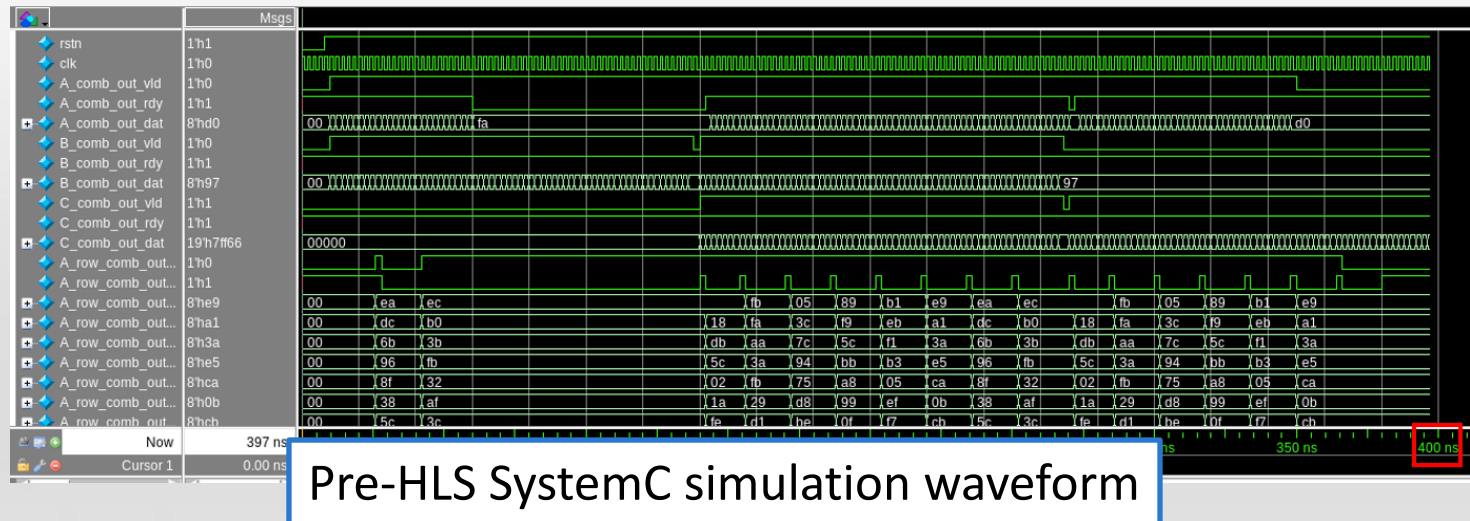 Msgs
rstn 1'h1
clk 1'h0
A_comb_out_vld 1'h0
A_comb_out_rdy 1'h1
A_comb_out_dat 8'hd0 00 fa d0
B_comb_out_vld 1'h0
B_comb_out_rdy 1'h1
B_comb_out_dat 8'h97 00 97
C_comb_out_vld 1'h1
C_comb_out_rdy 1'h1
C_comb_out_dat 19'h7ff66 00000
A_row_comb_out... 1'h0
A_row_comb_out... 1'h1
A_row_comb_out... 8'he9 00 ea ec fb 05 89 b1 e9 ea ec fb 05 89 b1 e9
A_row_comb_out... 8'ha1 00 dc b0 18 fa 3c f9 eb a1 dc b0 18 fa 3c f9 eb a1
A_row_comb_out... 8'h3a 00 6b 3b db aa 7c 5c f1 3a 6b 3b db aa 7c 5c f1 3a
A_row_comb_out... 8'he5 00 96 fb 5c 3a 94 bb b3 e5 96 fb 5c 3a 94 bb b3 e5
A_row_comb_out... 8'hca 00 8f 32 02 fb 75 a8 05 ca 8f 32 02 fb 75 a8 05 ca
A_row_comb_out... 8'h0b 00 38 af 1a 29 d8 99 ef 0b 38 af 1a 29 d8 99 ef 0b
A_row_comb_out... 8'hcb 00 5c 3c fe d1 be 0f f7 cb 5c 3c fe d1 be 0f f7 cb
Now 397 ns
ns 350 ns 400 ns
Cursor 1 0.00 ns
Pre-HLS SystemC simulation waveform